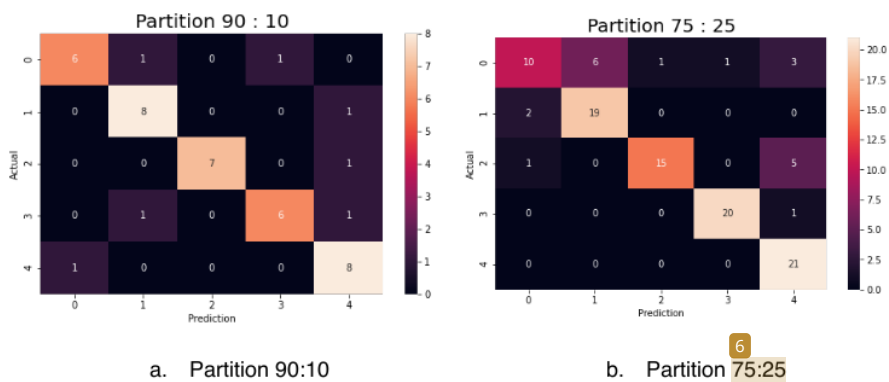 Partition 90 : 10
Partition 75 : 25
0 6 1 0 1 0
1 0 8 0 0 1
2 0 0 7 0 1
3 0 1 0 6 1
4 1 0 0 0 8
0 1 2 3 4
Actual
Prediction
8
7
6
5
4
3
2
1
0
0 10 6 1 1 3
1 2 19 0 0 0
2 1 0 15 0 5
3 0 0 0 20 1
4 0 0 0 0 21
0 1 2 3 4
Actual
Prediction
20.0
17.5
15.0
12.5
10.0
7.5
5.0
2.5
0.0
6
a. Partition 90:10
b. Partition 75:25